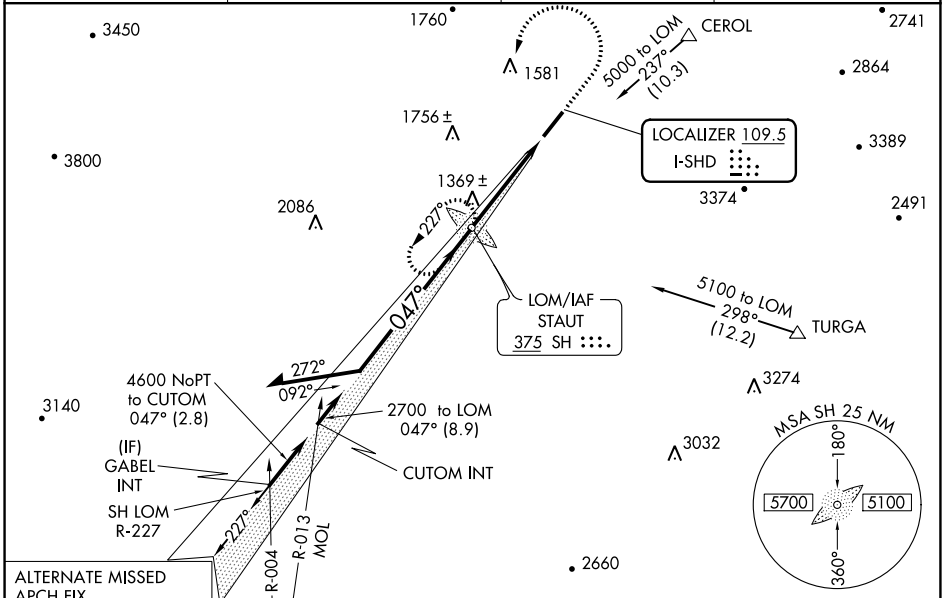 3450
1760
2741
CEROL
5000 to LOM
237°
(10.3)
1581
2864
1756 ±
LOCALIZER 109.5
I-SHD
3389
3800
3374
1369 ±
2491
2086
227°
5100 to LOM
298°
(12.2)
TURGA
LOM/IAF
STAUT
375 SH
047°
272°
092°
4600 NoPT
to CUTOM
047° (2.8)
2700 to LOM
047° (8.9)
3274
3140
(IF)
GABEL
INT
CUTOM INT
3032
MSA SH 25 NM
180°
5700
5100
360°
SH LOM
R-227
227°
R-004
R-013
MOL
2660
ALTERNATE MISSED
APCH FIX